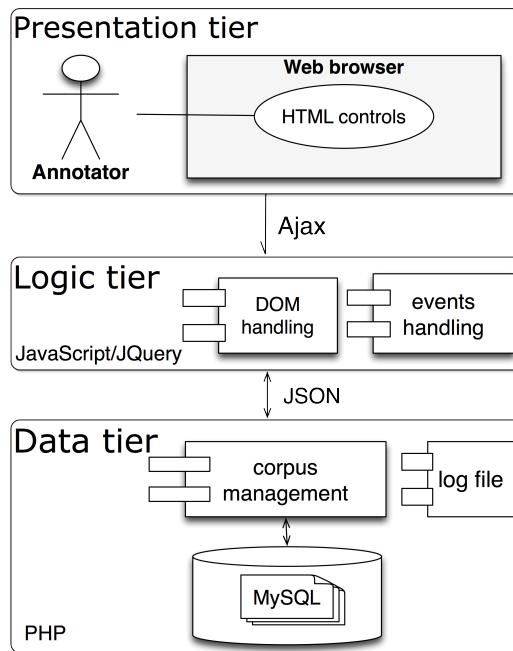 Presentation tier
Web browser
HTML controls
Annotator
Ajax
Logic tier
DOM
handling
events
handling
JavaScript/JQuery
JSON
Data tier
corpus
management
log file
MySQL
PHP